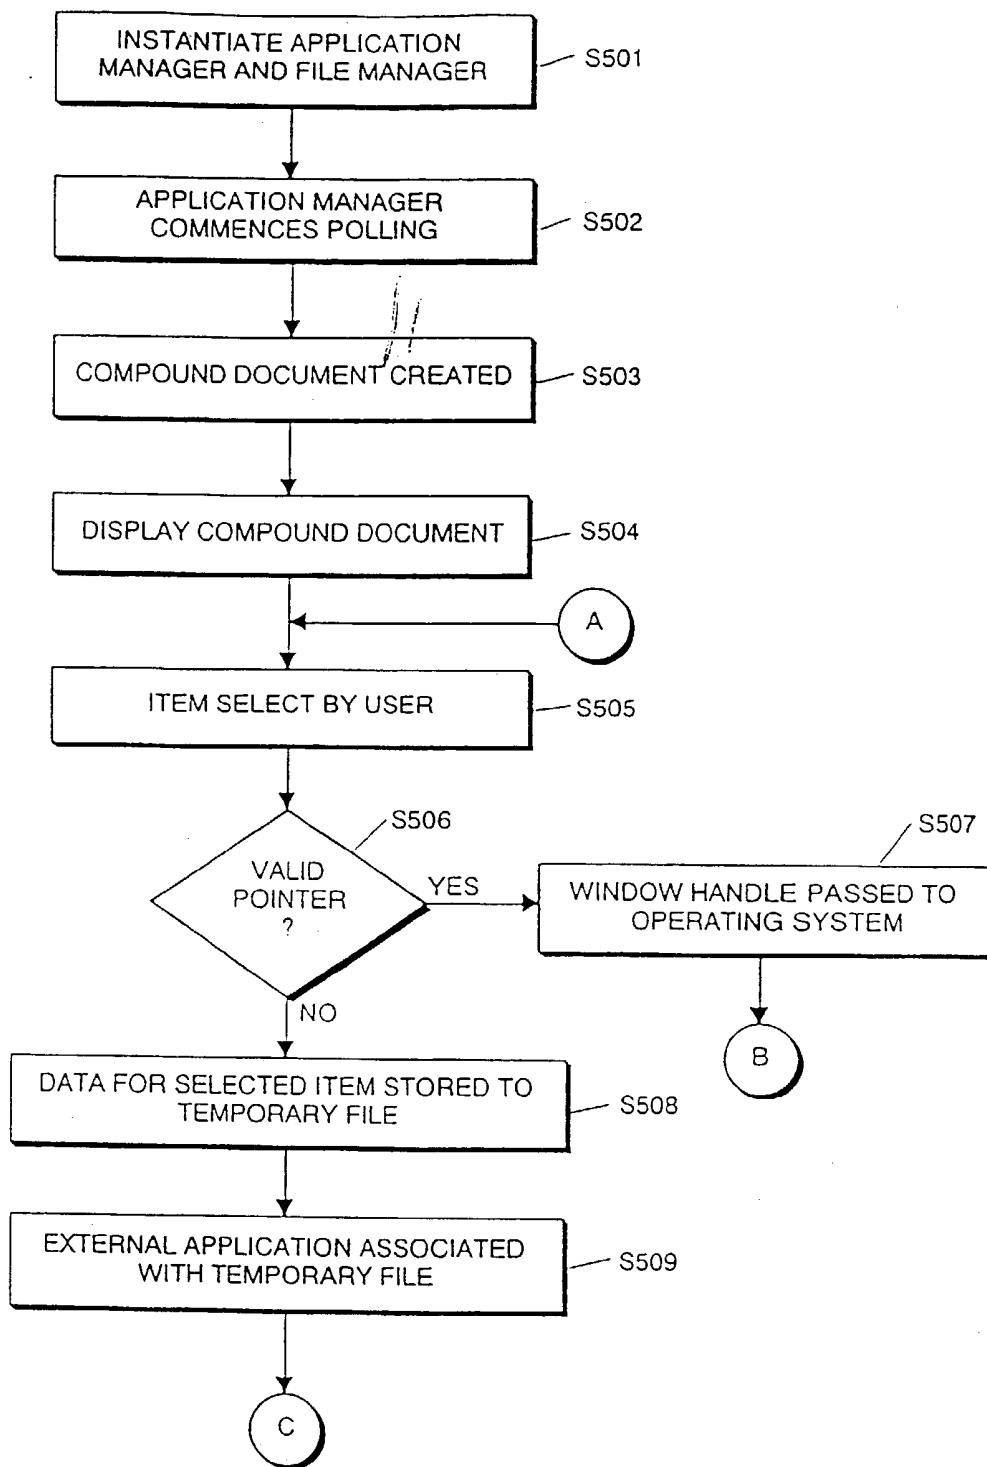 INSTANTIATE APPLICATION
MANAGER AND FILE MANAGER
S501
APPLICATION MANAGER
COMMENCES POLLING
S502
COMPOUND DOCUMENT CREATED
S503
DISPLAY COMPOUND DOCUMENT
S504
A
ITEM SELECT BY USER
S505
S506
VALID
POINTER
?
YES
S507
WINDOW HANDLE PASSED TO
OPERATING SYSTEM
NO
B
DATA FOR SELECTED ITEM STORED TO
TEMPORARY FILE
S508
EXTERNAL APPLICATION ASSOCIATED
WITH TEMPORARY FILE
S509
C